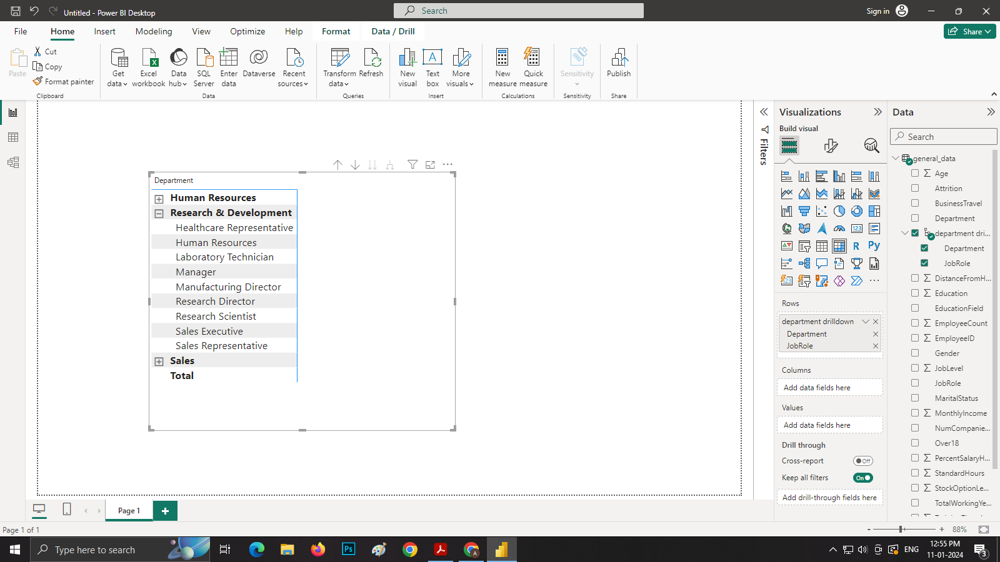 Untitled - Power BI Desktop
Search
Sign in
File
Home
Insert
Modeling
View
Optimize
Help
Format
Data / Drill
Share
Paste
Cut
Copy
Format painter
Clipboard
Get data
Excel workbook
Data hub
SQL Server
Enter data
Dataverse
Recent sources
Data
Transform data
Refresh
Queries
New visual
Text box
More visuals
Insert
New measure
Quick measure
Calculations
Sensitivity
Sensitivity
Publish
Share
Department
Human Resources
Research & Development
Healthcare Representative
Human Resources
Laboratory Technician
Manager
Manufacturing Director
Research Director
Research Scientist
Sales Executive
Sales Representative
Sales
Total
Filters
Visualizations
Build visual
123
R
Py
123
Rows
department drilldown
Department
JobRole
Columns
Add data fields here
Values
Add data fields here
Drill through
Cross-report
Off
Keep all filters
On
Add drill-through fields here
Data
Search
general_data
Age
Attrition
BusinessTravel
Department
department dri...
Department
JobRole
DistanceFromH...
Education
EducationField
EmployeeCount
EmployeeID
Gender
JobLevel
JobRole
MaritalStatus
MonthlyIncome
NumCompanie...
Over18
PercentSalaryH...
StandardHours
StockOptionLe...
TotalWorkingYe...
Page 1
Page 1 of 1
- + 88%
Type here to search
Ps
A
ENG
12:55 PM
11-01-2024
3